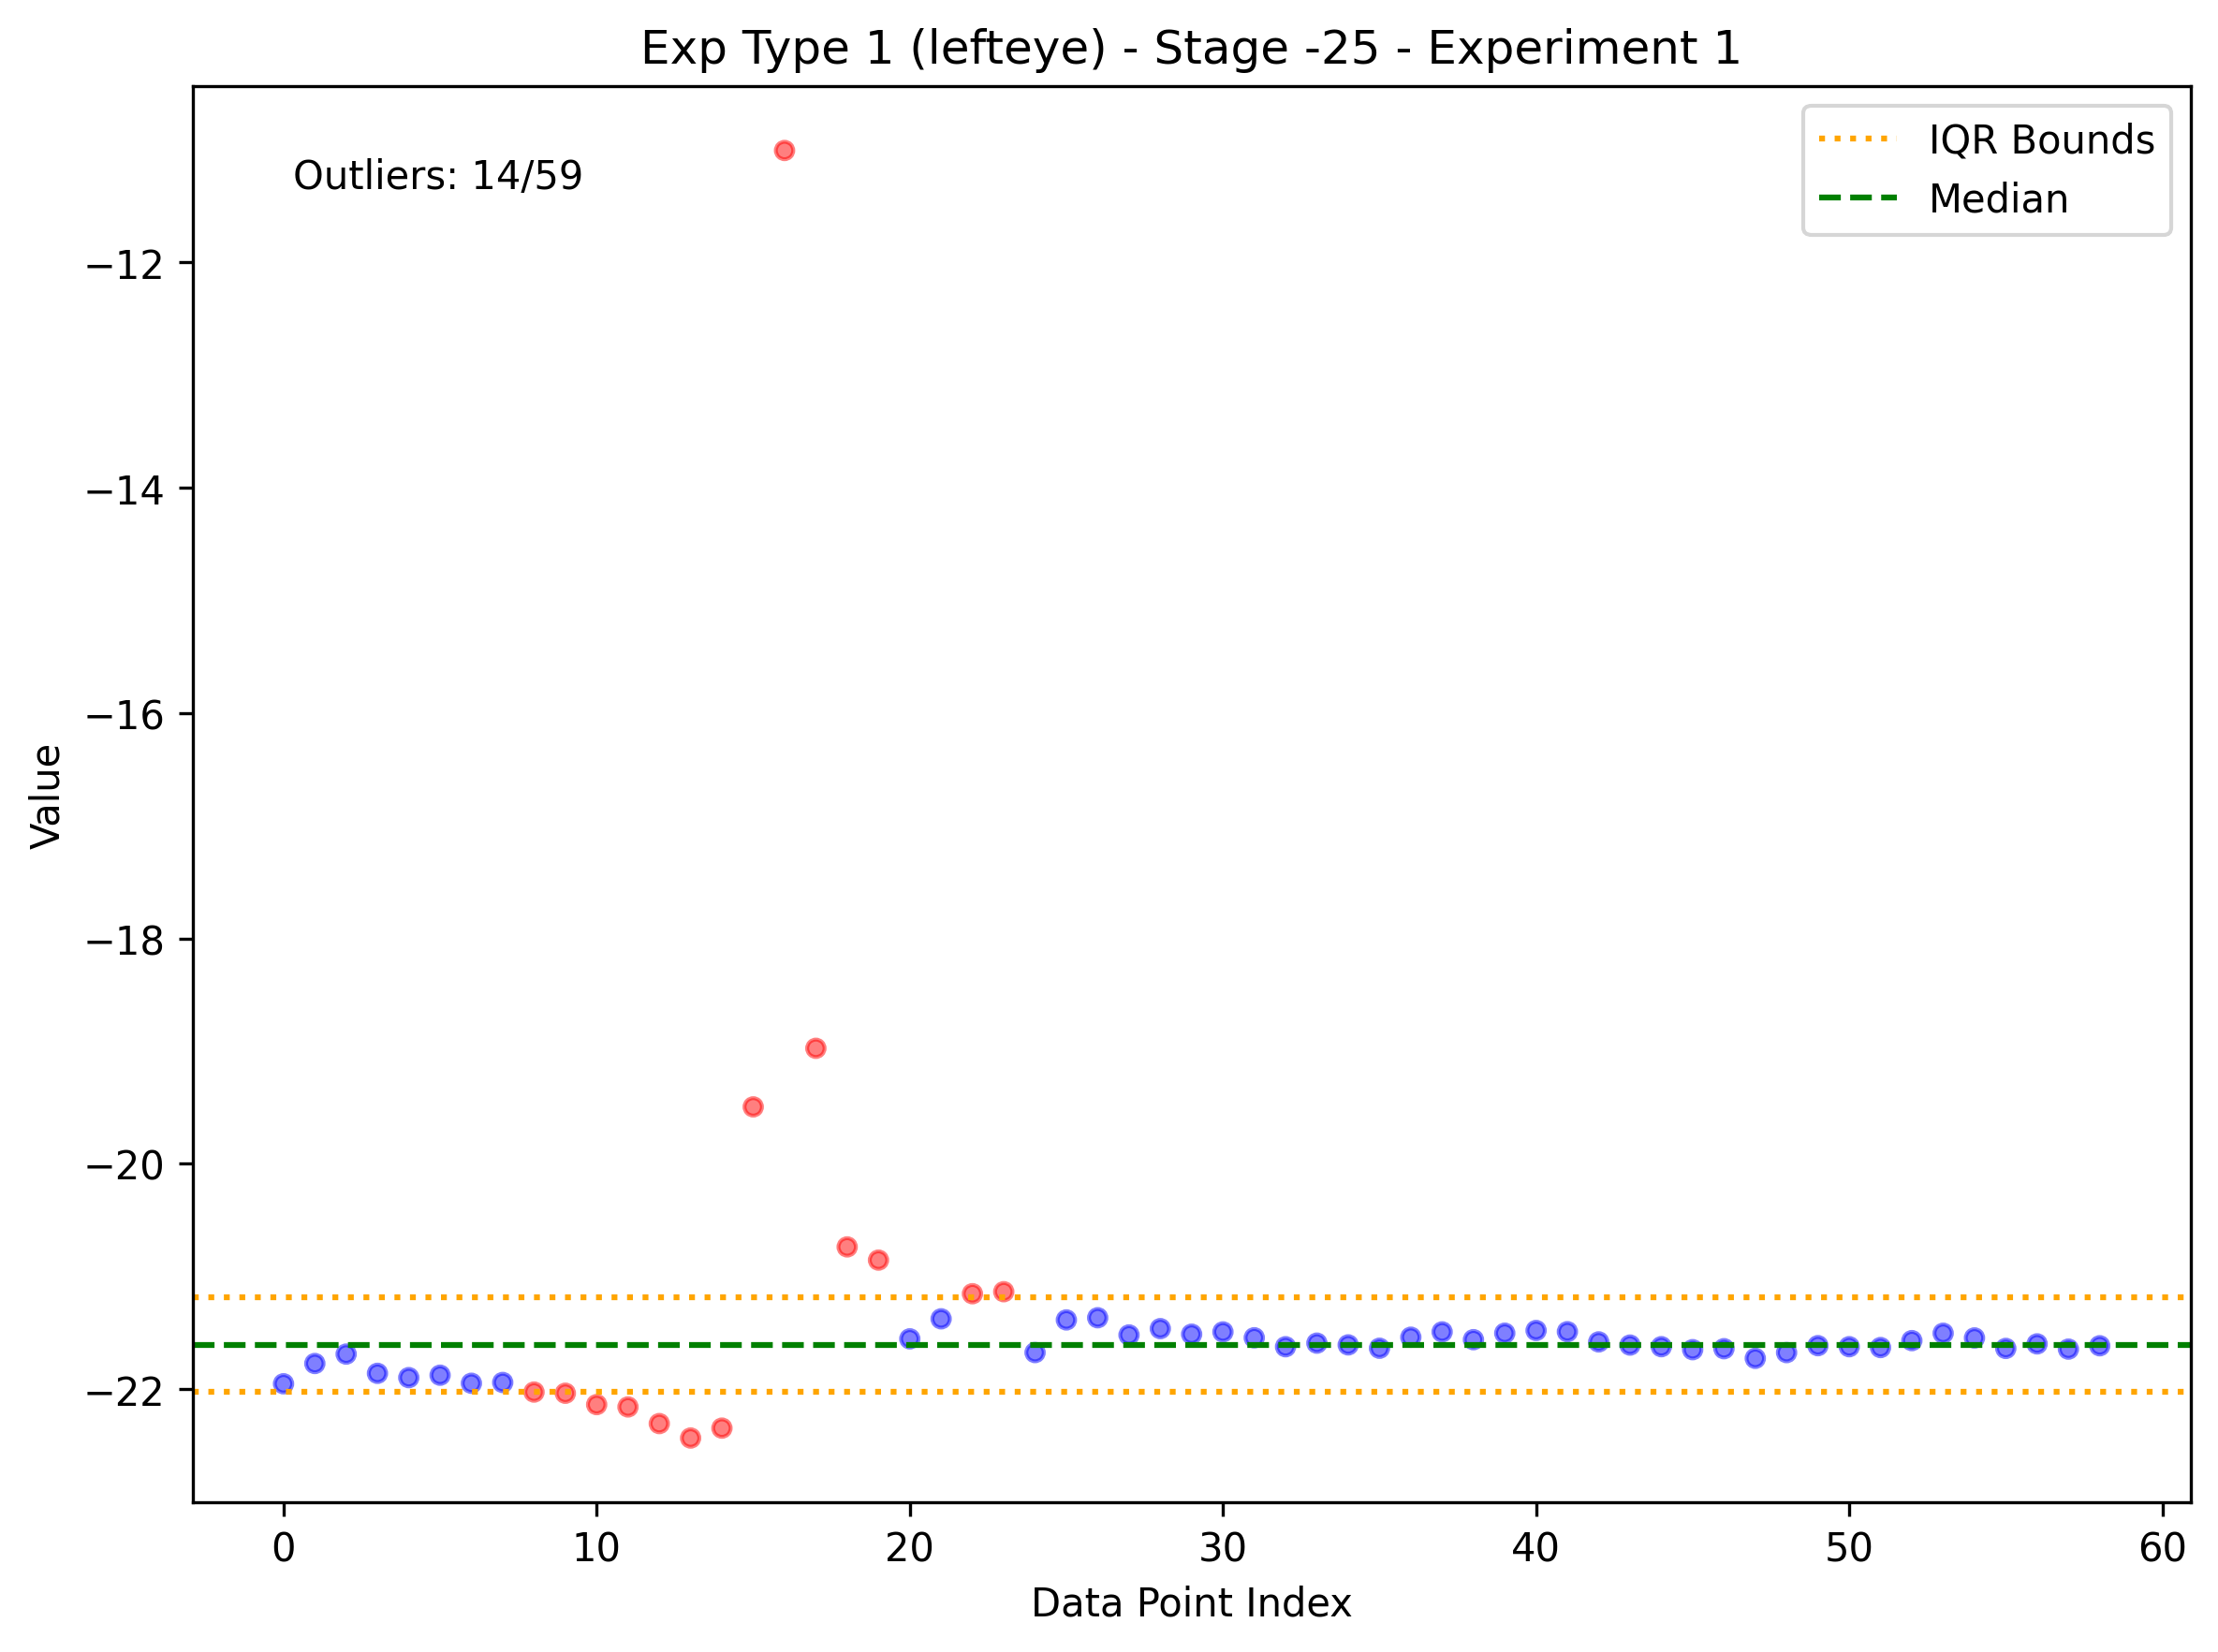 Exp Type 1 (lefteye) - Stage -25 - Experiment 1
Outliers: 14/59
IQR Bounds
Median
Value
−12
−14
−16
−18
−20
−22
0 10 20 30 40 50 60
Data Point Index